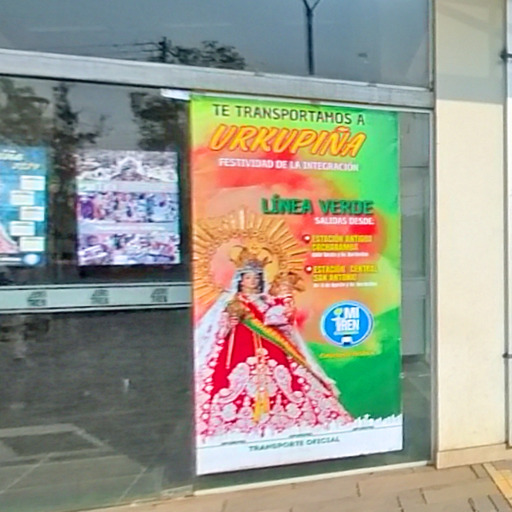 TE TRANSPORTAMOS A
URKUPIÑA
FESTIVIDAD DE LA INTEGRACIÓN
LÍNEA VERDE
SALIDAS DESDE:
ESTACIÓN
ESTACIÓN CENTRAL
SAN ANTONIO
MI
TREN
TRANSPORTE OFICIAL